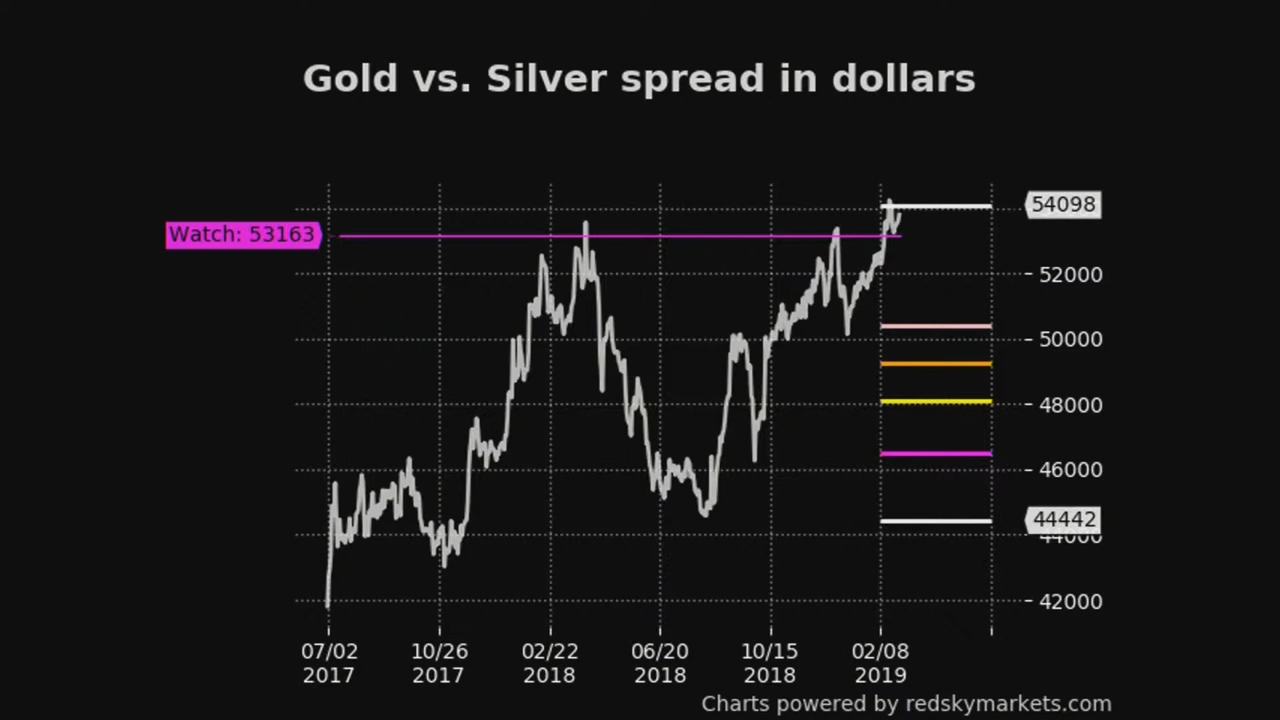 Gold vs. Silver spread in dollars
54098
Watch: 53163
52000
50000
48000
46000
44442
44000
42000
07/02 10/26 02/22 06/20 10/15 02/08
2017 2017 2018 2018 2018 2019
Charts powered by redskymarkets.com